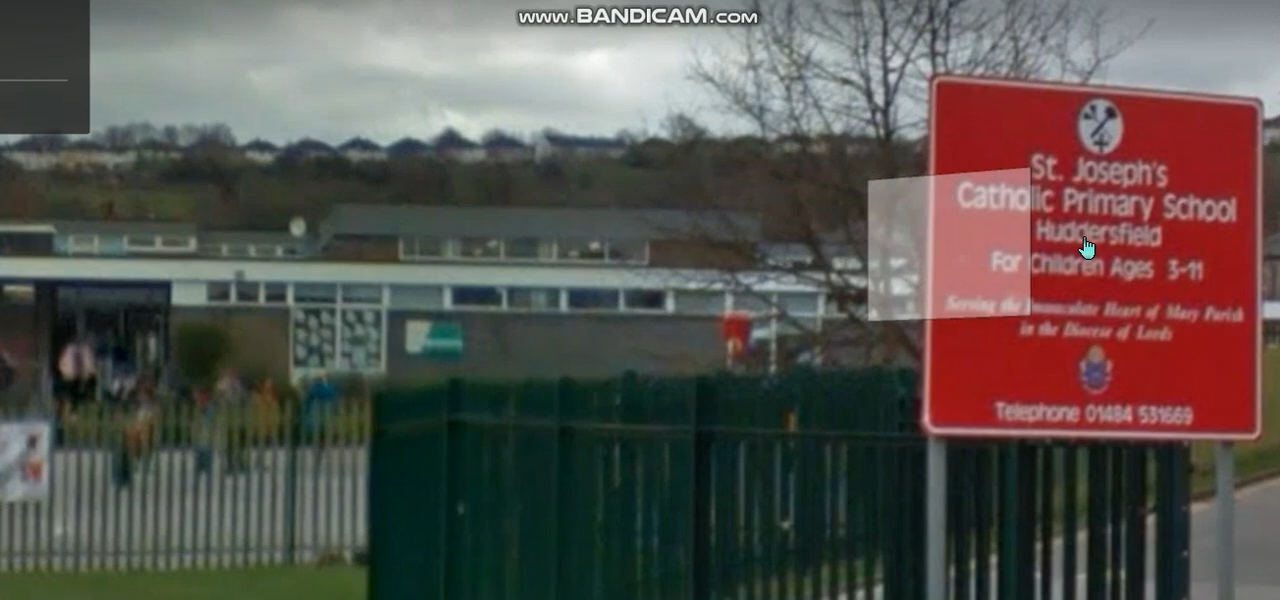 www.BANDICAM.com
St. Joseph's
Catholic Primary School
Huddersfield
For Children Ages 3-11
Serving the Immaculate Heart of Mary Parish
in the Diocese of Leeds
Telephone 01484 531669